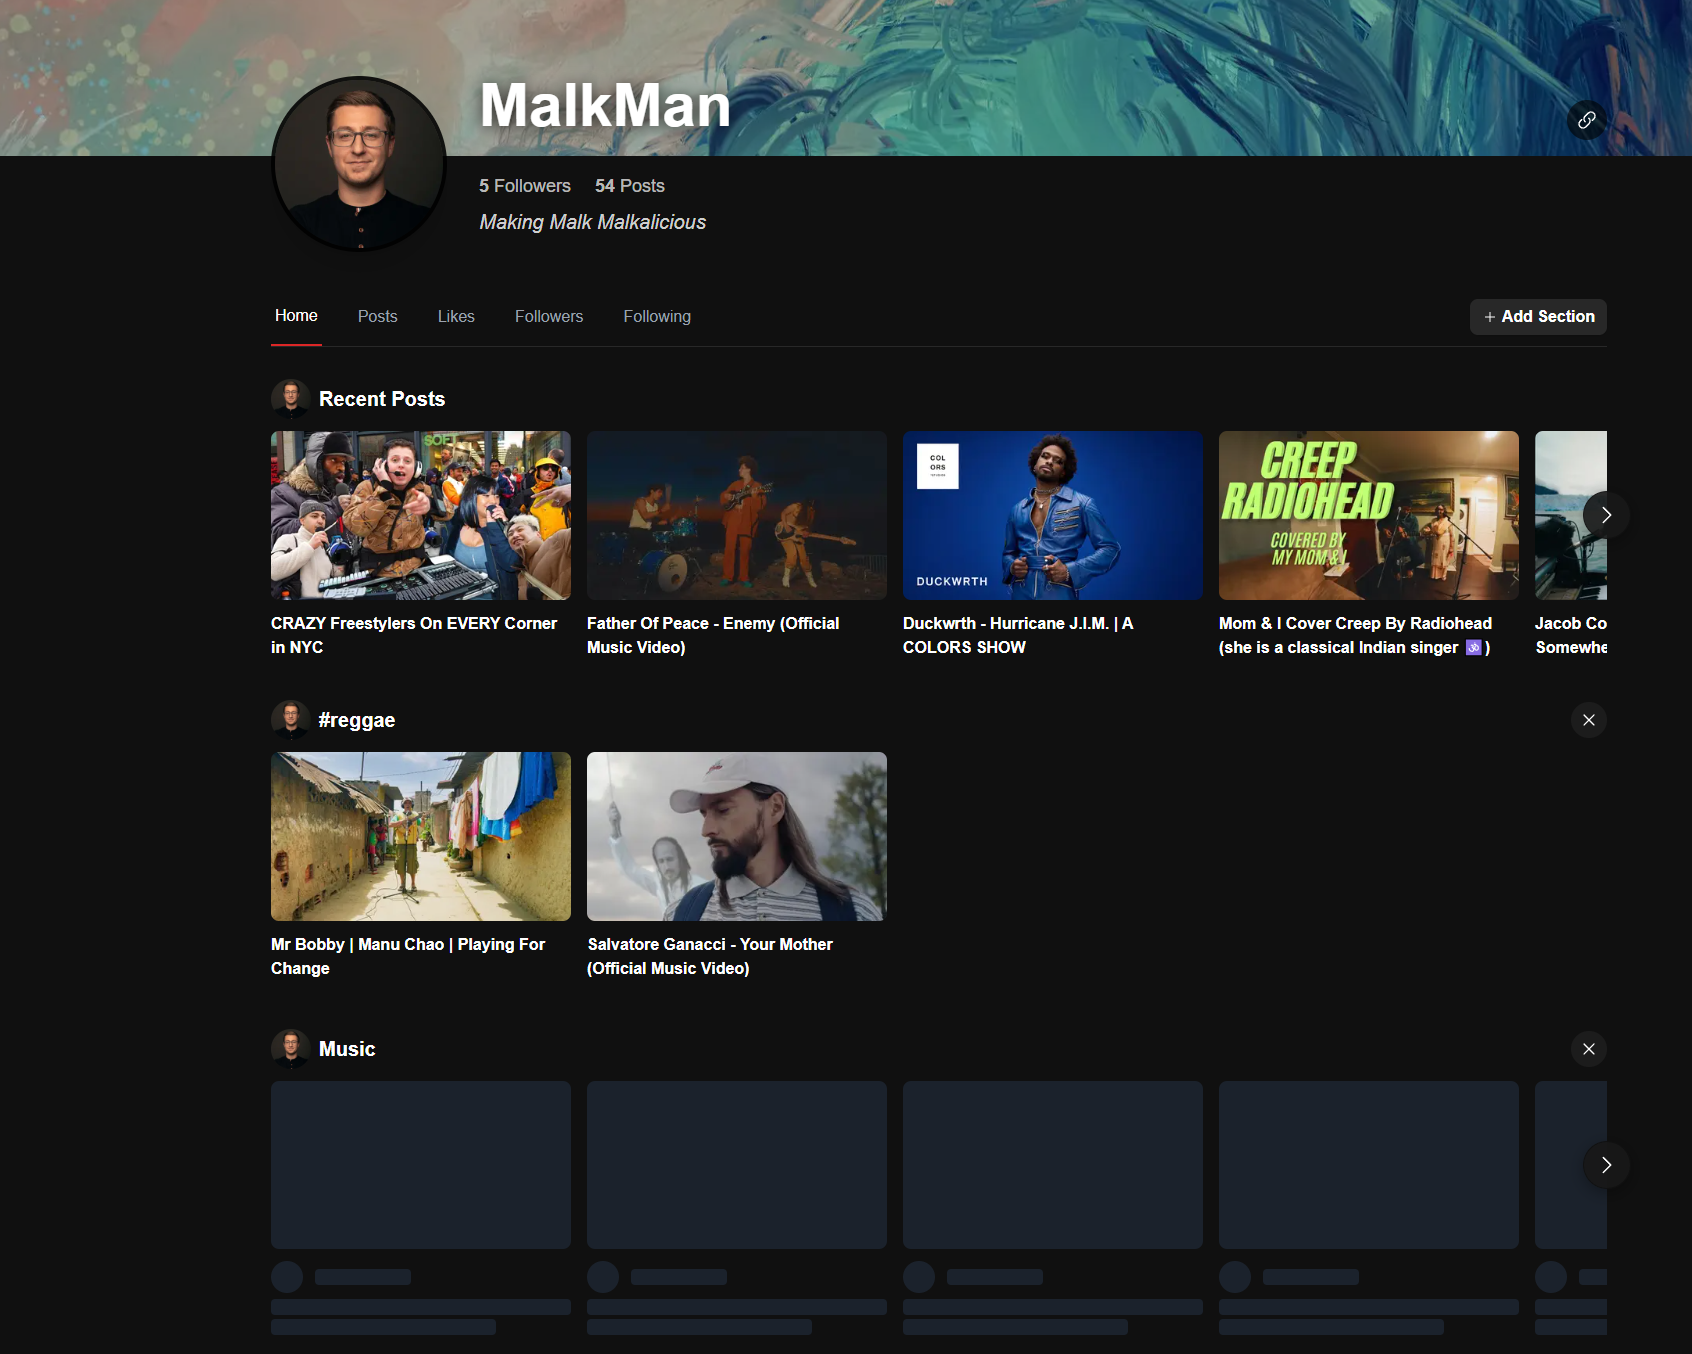 MalkMan
5 Followers 54 Posts
Making Malk Malkalicious
Home Posts Likes Followers Following
+ Add Section
Recent Posts
SOFT
COL
ORS
DUCKWRTH
CREEP
RADIOHEAD
COVERED BY
MY MOM & I
CRAZY Freestylers On EVERY Corner
in NYC
Father Of Peace - Enemy (Official
Music Video)
Duckwrth - Hurricane J.I.M. | A
COLORS SHOW
Mom & I Cover Creep By Radiohead
(she is a classical Indian singer 🕉️)
Jacob Co
Somewhe
#reggae
Mr Bobby | Manu Chao | Playing For
Change
Salvatore Ganacci - Your Mother
(Official Music Video)
Music